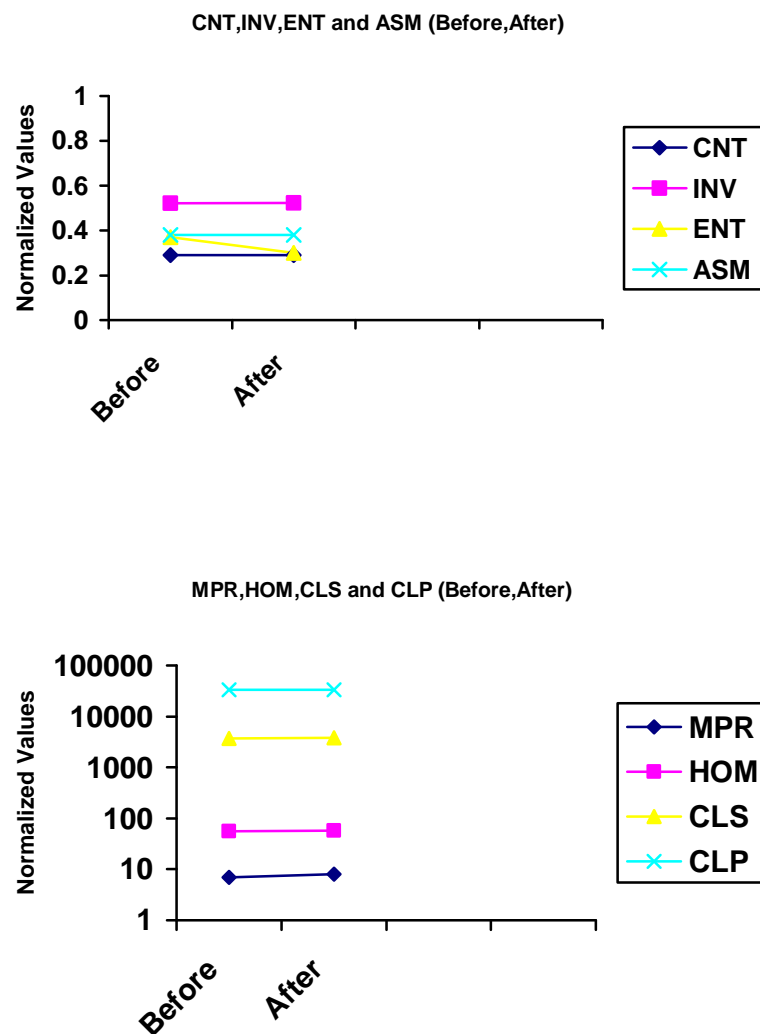 CNT,INV,ENT and ASM (Before,After)
Normalized Values
1
0.8
0.6
0.4
0.2
0
Before
After
CNT
INV
ENT
ASM
MPR,HOM,CLS and CLP (Before,After)
Normalized Values
100000
10000
1000
100
10
1
Before
After
MPR
HOM
CLS
CLP